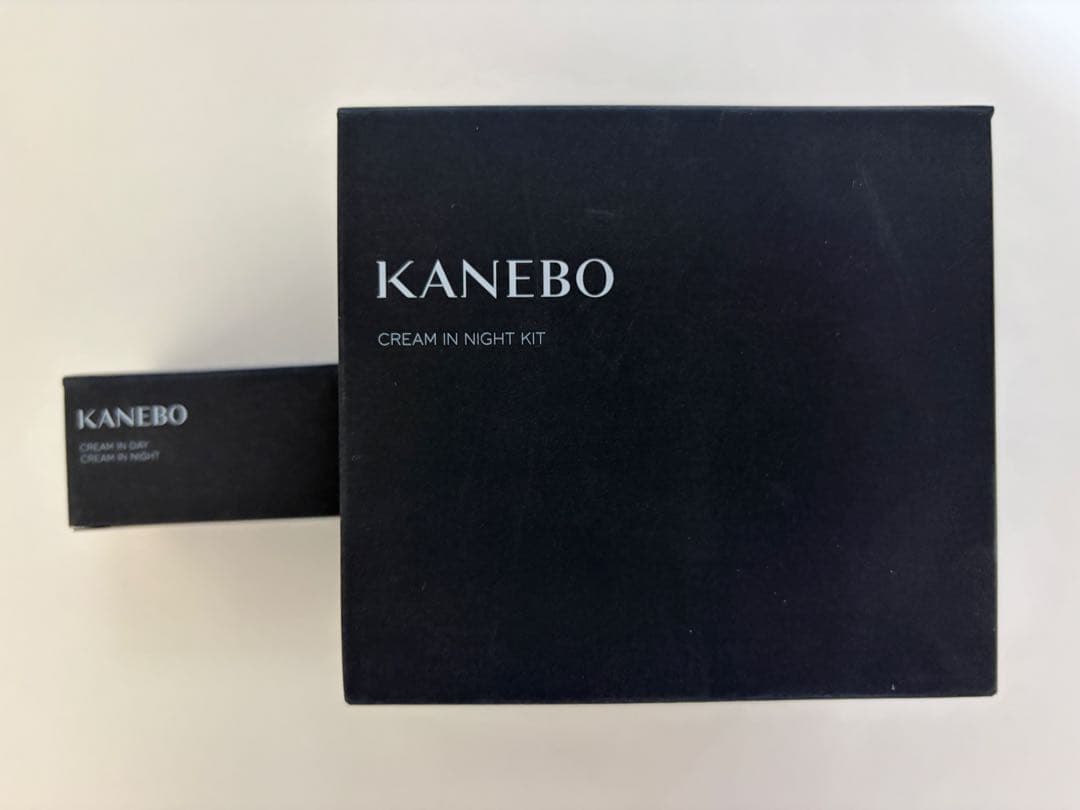 KANEBO
CREAM IN NIGHT KIT
KANEBO
CREAM IN DAY
CREAM IN NIGHT